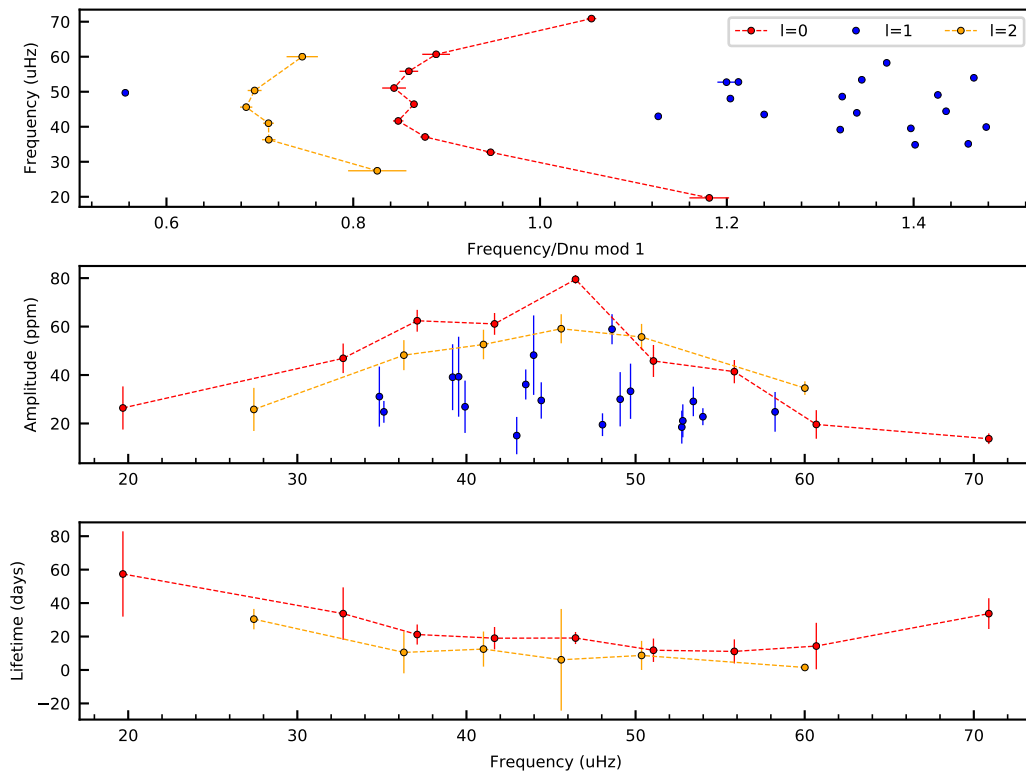 70
60
50
40
30
20
Frequency (uHz)
l=0 l=1 l=2
0.6 0.8 1.0 1.2 1.4
Frequency/Dnu mod 1
80
60
40
20
Amplitude (ppm)
20 30 40 50 60 70
80
60
40
20
0
−20
Lifetime (days)
20 30 40 50 60 70
Frequency (uHz)